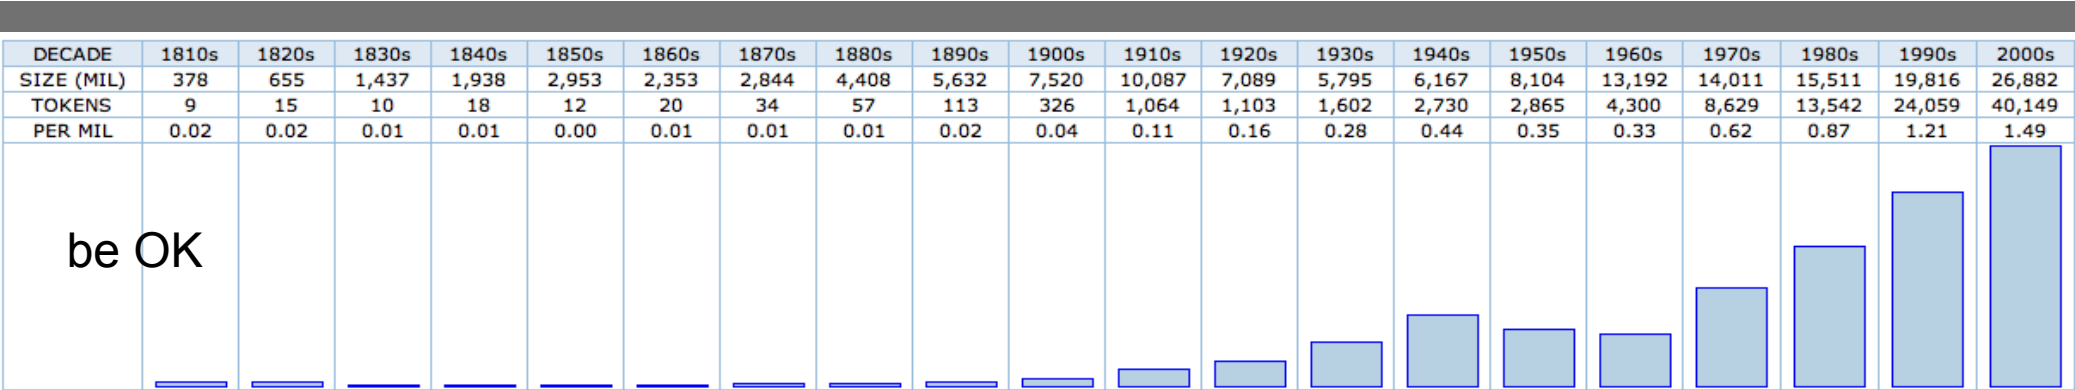 DECADE 1810s 1820s 1830s 1840s 1850s 1860s 1870s 1880s 1890s 1900s 1910s 1920s 1930s 1940s 1950s 1960s 1970s 1980s 1990s 2000s
SIZE (MIL) 378 655 1,437 1,938 2,953 2,353 2,844 4,408 5,632 7,520 10,087 7,089 5,795 6,167 8,104 13,192 14,011 15,511 19,816 26,882
TOKENS 9 15 10 18 12 20 34 57 113 326 1,064 1,103 1,602 2,730 2,865 4,300 8,629 13,542 24,059 40,149
PER MIL 0.02 0.02 0.01 0.01 0.00 0.01 0.01 0.01 0.02 0.04 0.11 0.16 0.28 0.44 0.35 0.33 0.62 0.87 1.21 1.49
be OK